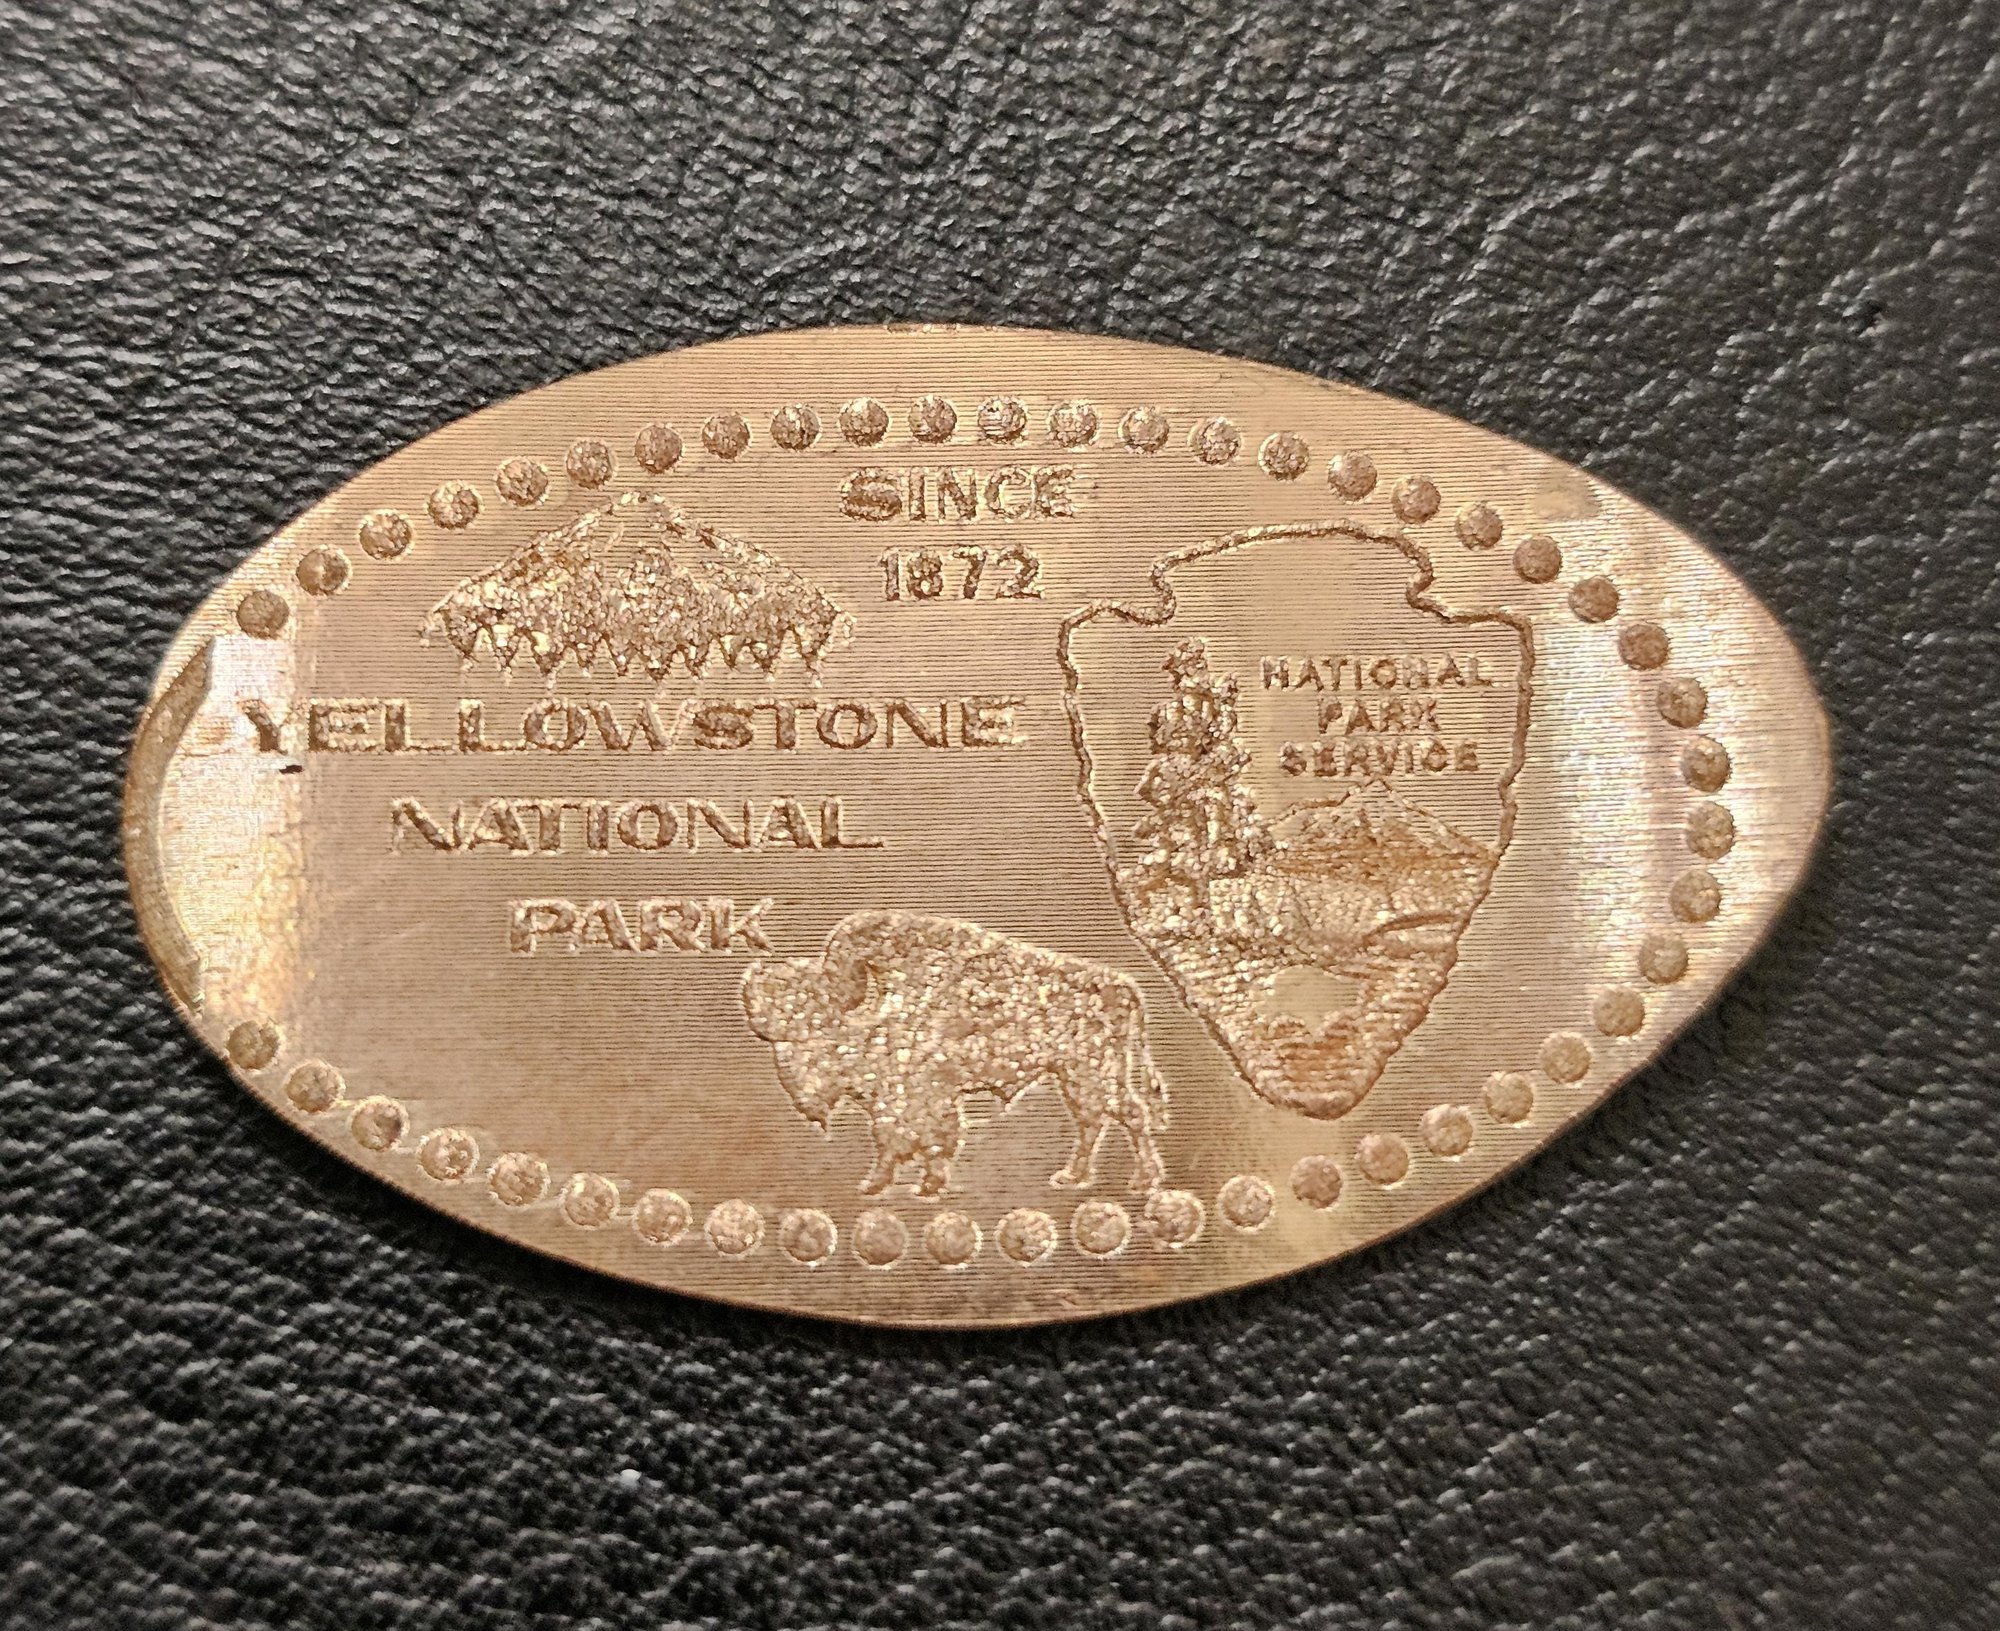 SINCE
1872
YELLOWSTONE
NATIONAL
PARK
NATIONAL
PARK
SERVICE